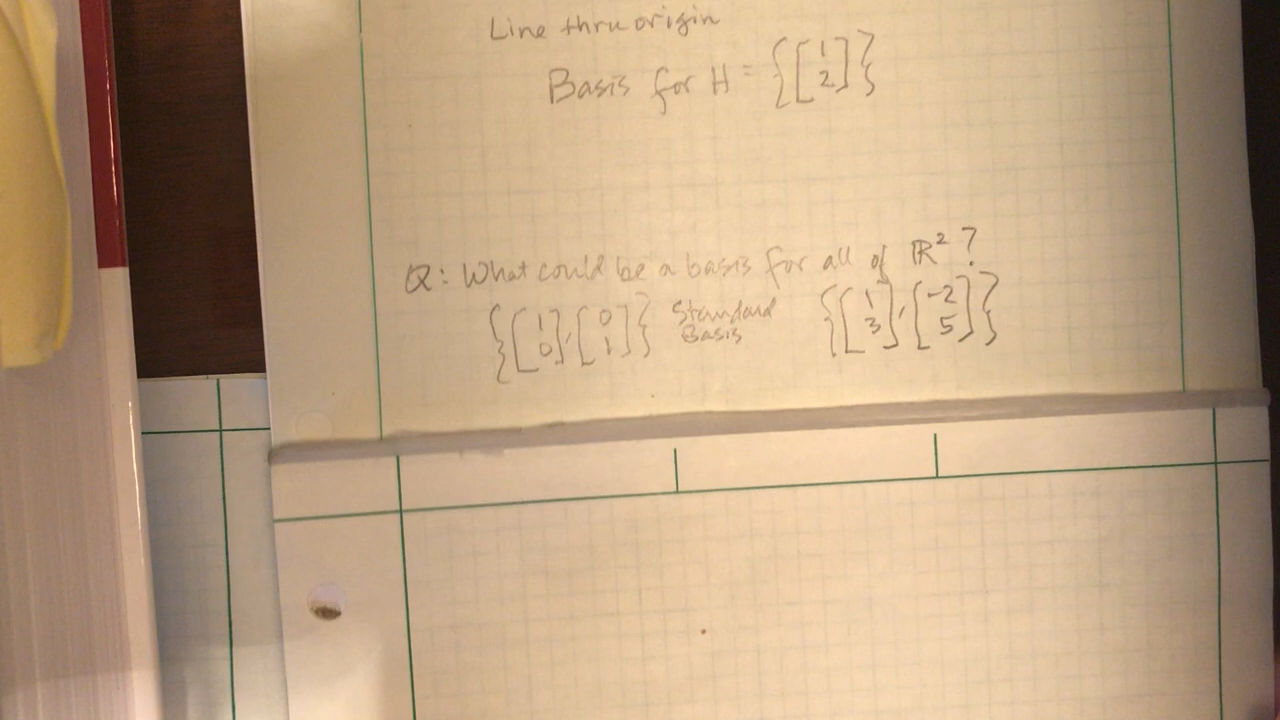 Line thru origin
Basis for H = {[1 2]}
Q: What could be a basis for all of ℝ²?
{[1 0], [0 1]} Standard Basis {[1 3], [-2 5]}